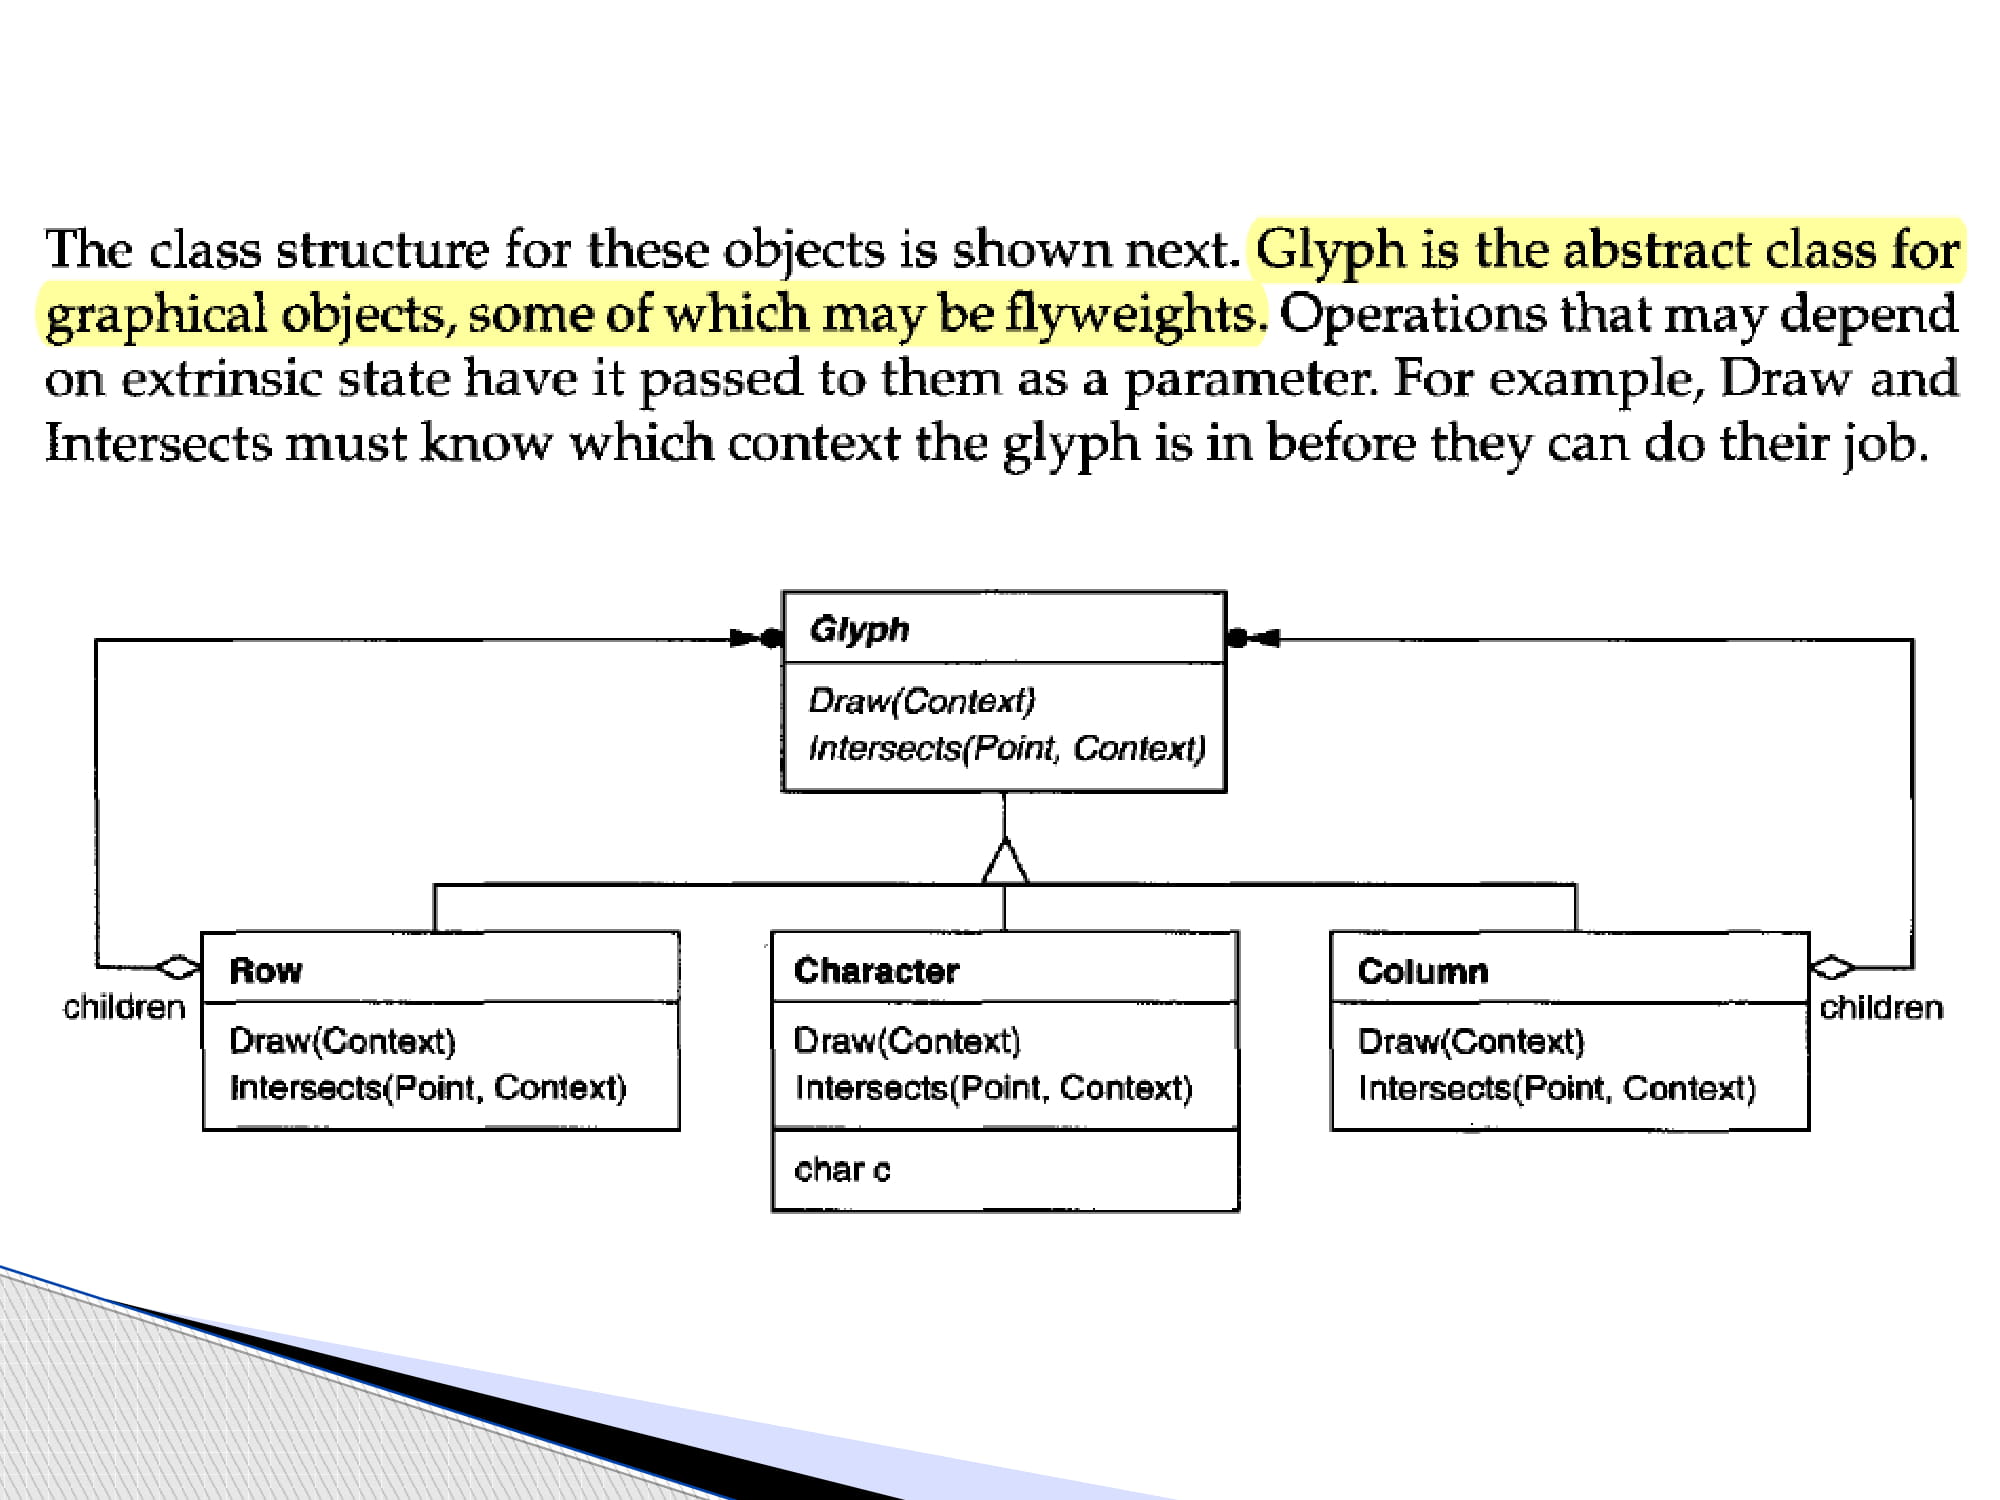 The class structure for these objects is shown next. Glyph is the abstract class for
graphical objects, some of which may be flyweights. Operations that may depend
on extrinsic state have it passed to them as a parameter. For example, Draw and
Intersects must know which context the glyph is in before they can do their job.
Glyph
Draw(Context)
Intersects(Point, Context)
Row
Draw(Context)
Intersects(Point, Context)
children
Character
Draw(Context)
Intersects(Point, Context)
char c
Column
Draw(Context)
Intersects(Point, Context)
children